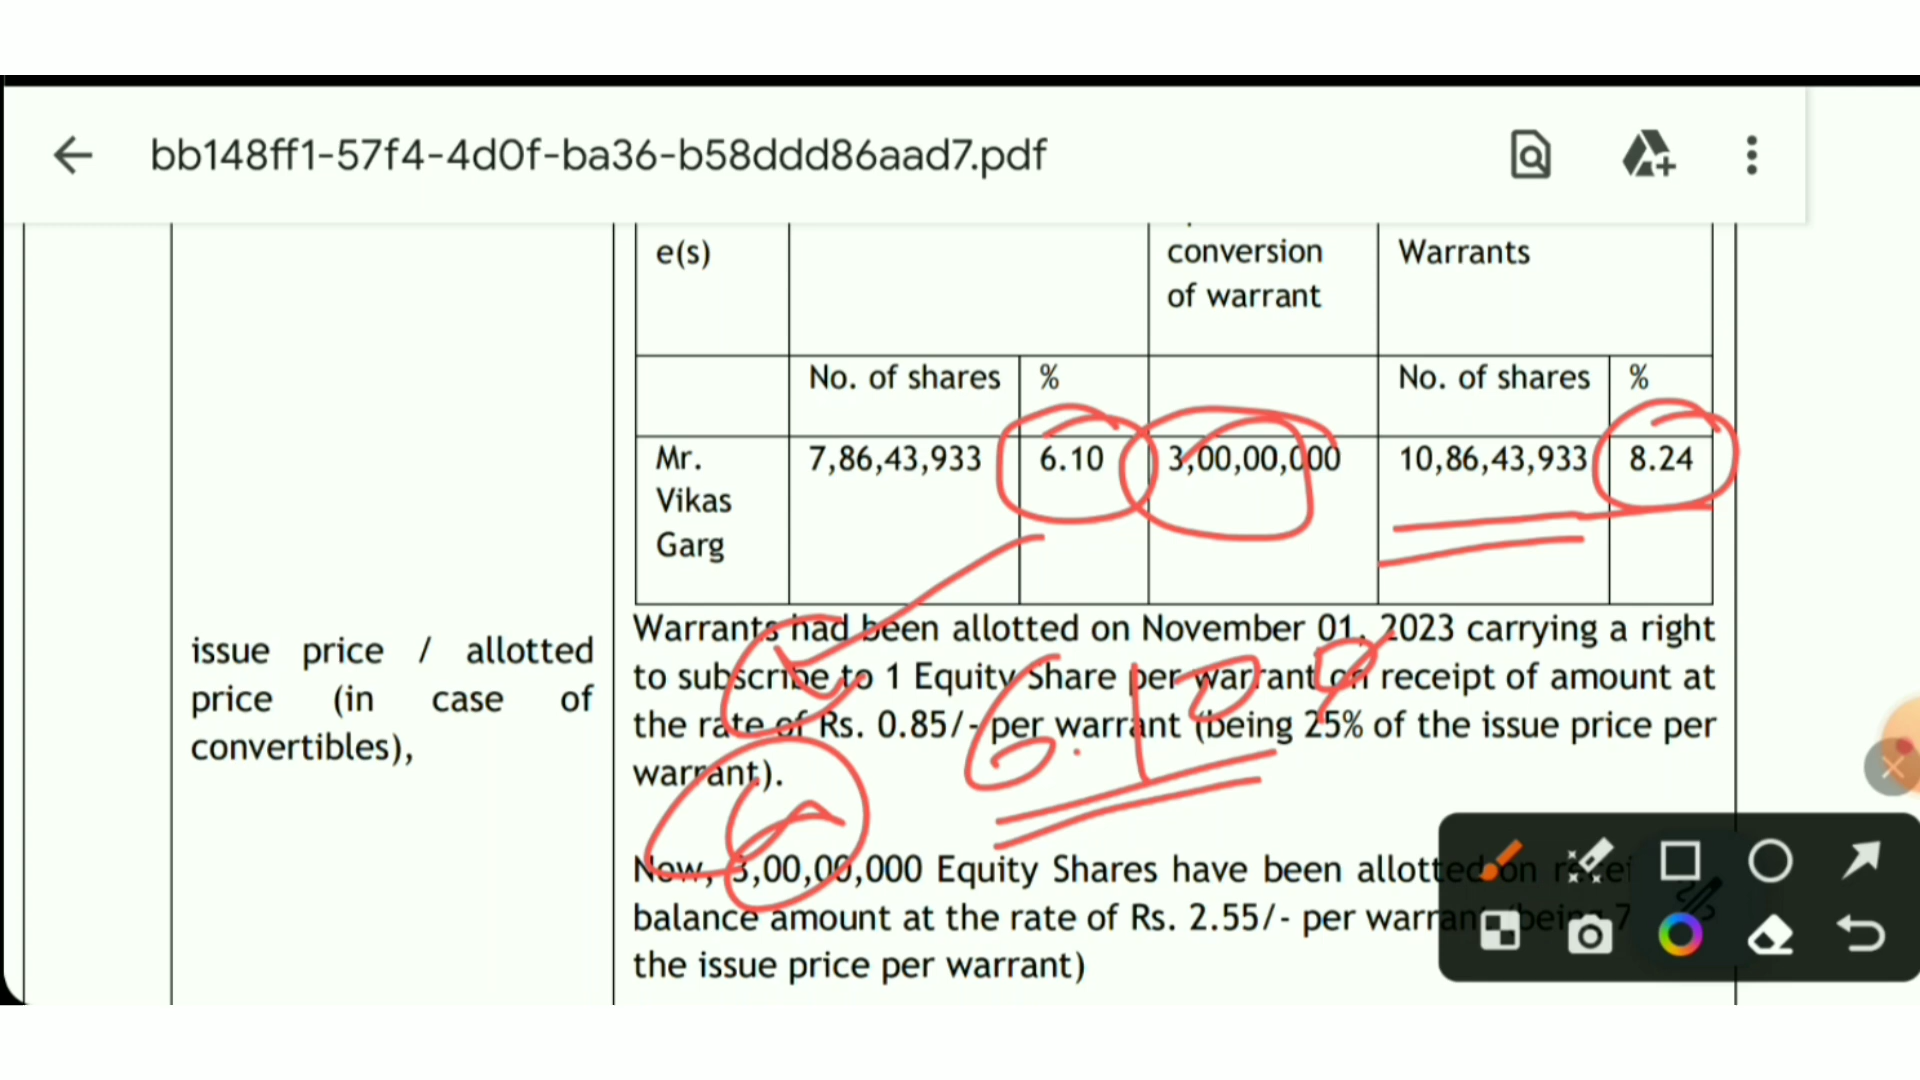 bb148ff1-57f4-4d0f-ba36-b58ddd86aad7.pdf
e(s) conversion Warrants
of warrant
No. of shares % No. of shares %
Mr. 7,86,43,933 6.10 3,00,00,000 10,86,43,933 8.24
Vikas
Garg
issue price / allotted
price (in case of
convertibles),
Warrants had been allotted on November 01, 2023 carrying a right
to subscribe to 1 Equity Share per warrant on receipt of amount at
the rate of Rs. 0.85/- per warrant (being 25% of the issue price per
warrant).
6.10
Now, 3,00,00,000 Equity Shares have been allotted on
balance amount at the rate of Rs. 2.55/- per warrant (being
the issue price per warrant)